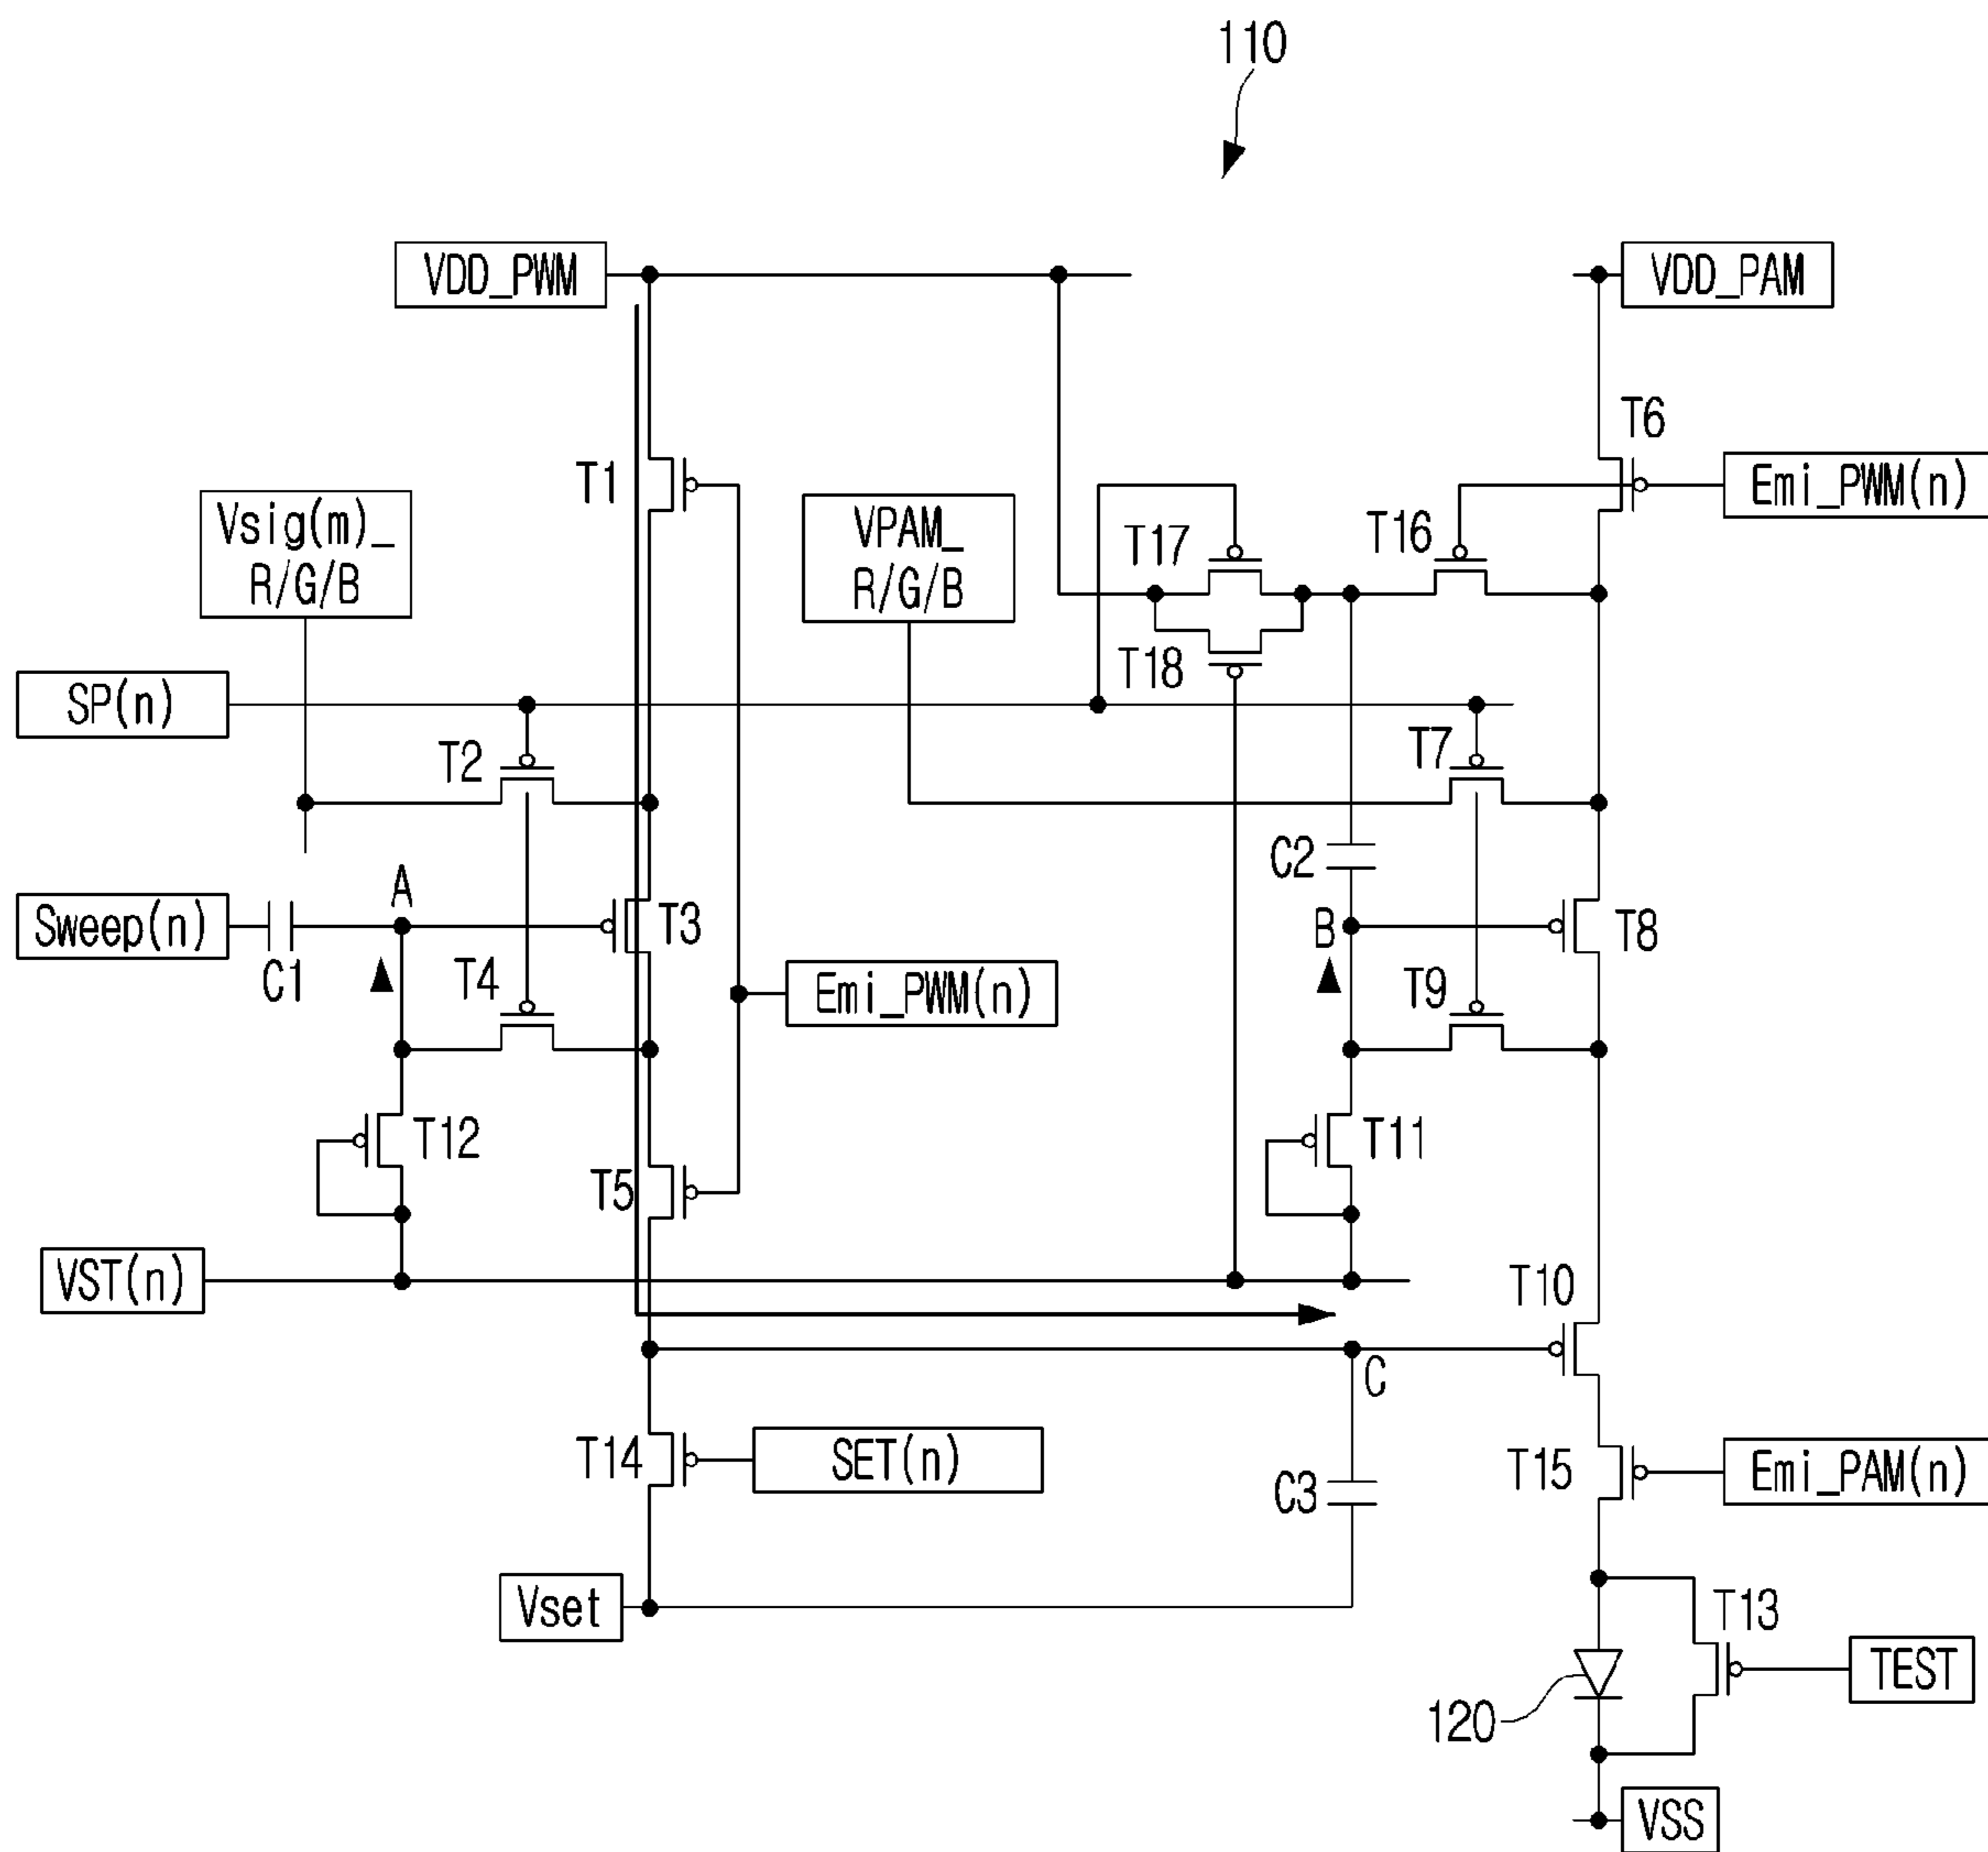 110
VDD_PWM
VDD_PAM
T6
T1
Emi_PWM(n)
Vsig(m)_
R/G/B
VPAM_
R/G/B
T17
T16
T18
SP(n)
T2
T7
C2
A
Sweep(n)
C1
T3
B
T8
T4
T9
Emi_PWM(n)
T12
T11
T5
VST(n)
T10
C
T14
SET(n)
C3
T15
Emi_PAM(n)
Vset
T13
120
TEST
VSS